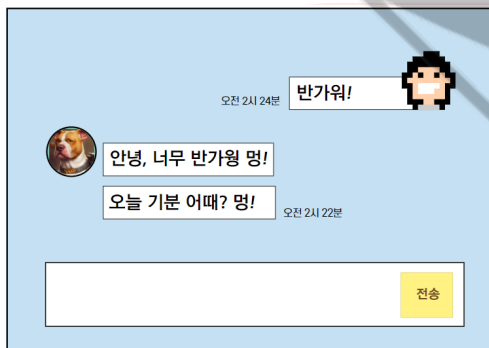 오전 2시 24분 반가워!
안녕, 너무 반가웡 멍!
오늘 기분 어때? 멍! 오전 2시 22분
전송